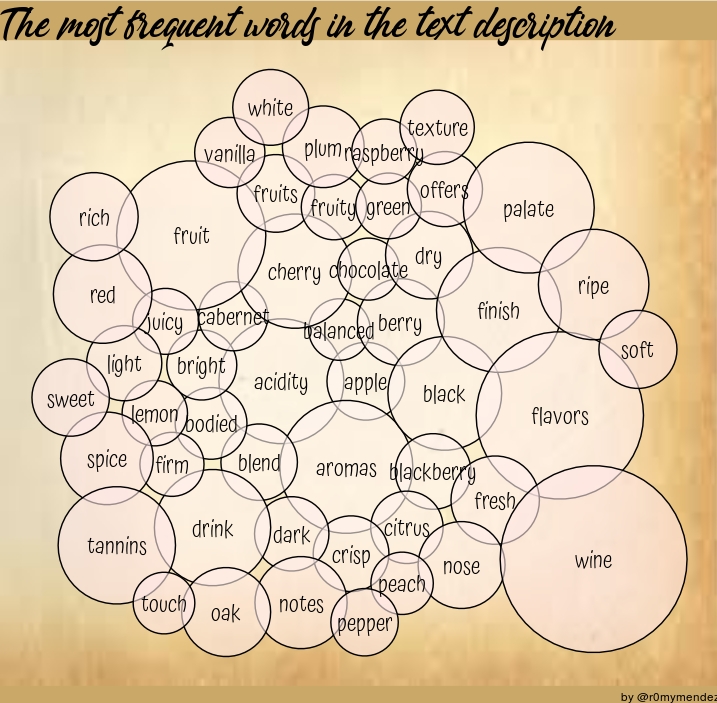 The most frequent words in the text description
white
texture
vanilla
plum
raspberry
fruits
fruity
green
offers
palate
rich
fruit
cherry
chocolate
dry
ripe
red
juicy
cabernet
balanced
berry
finish
soft
light
bright
acidity
apple
black
flavors
sweet
lemon
bodied
spice
firm
blend
aromas
blackberry
fresh
tannins
drink
dark
crisp
citrus
nose
wine
touch
oak
notes
pepper
peach
by @r0mymendez